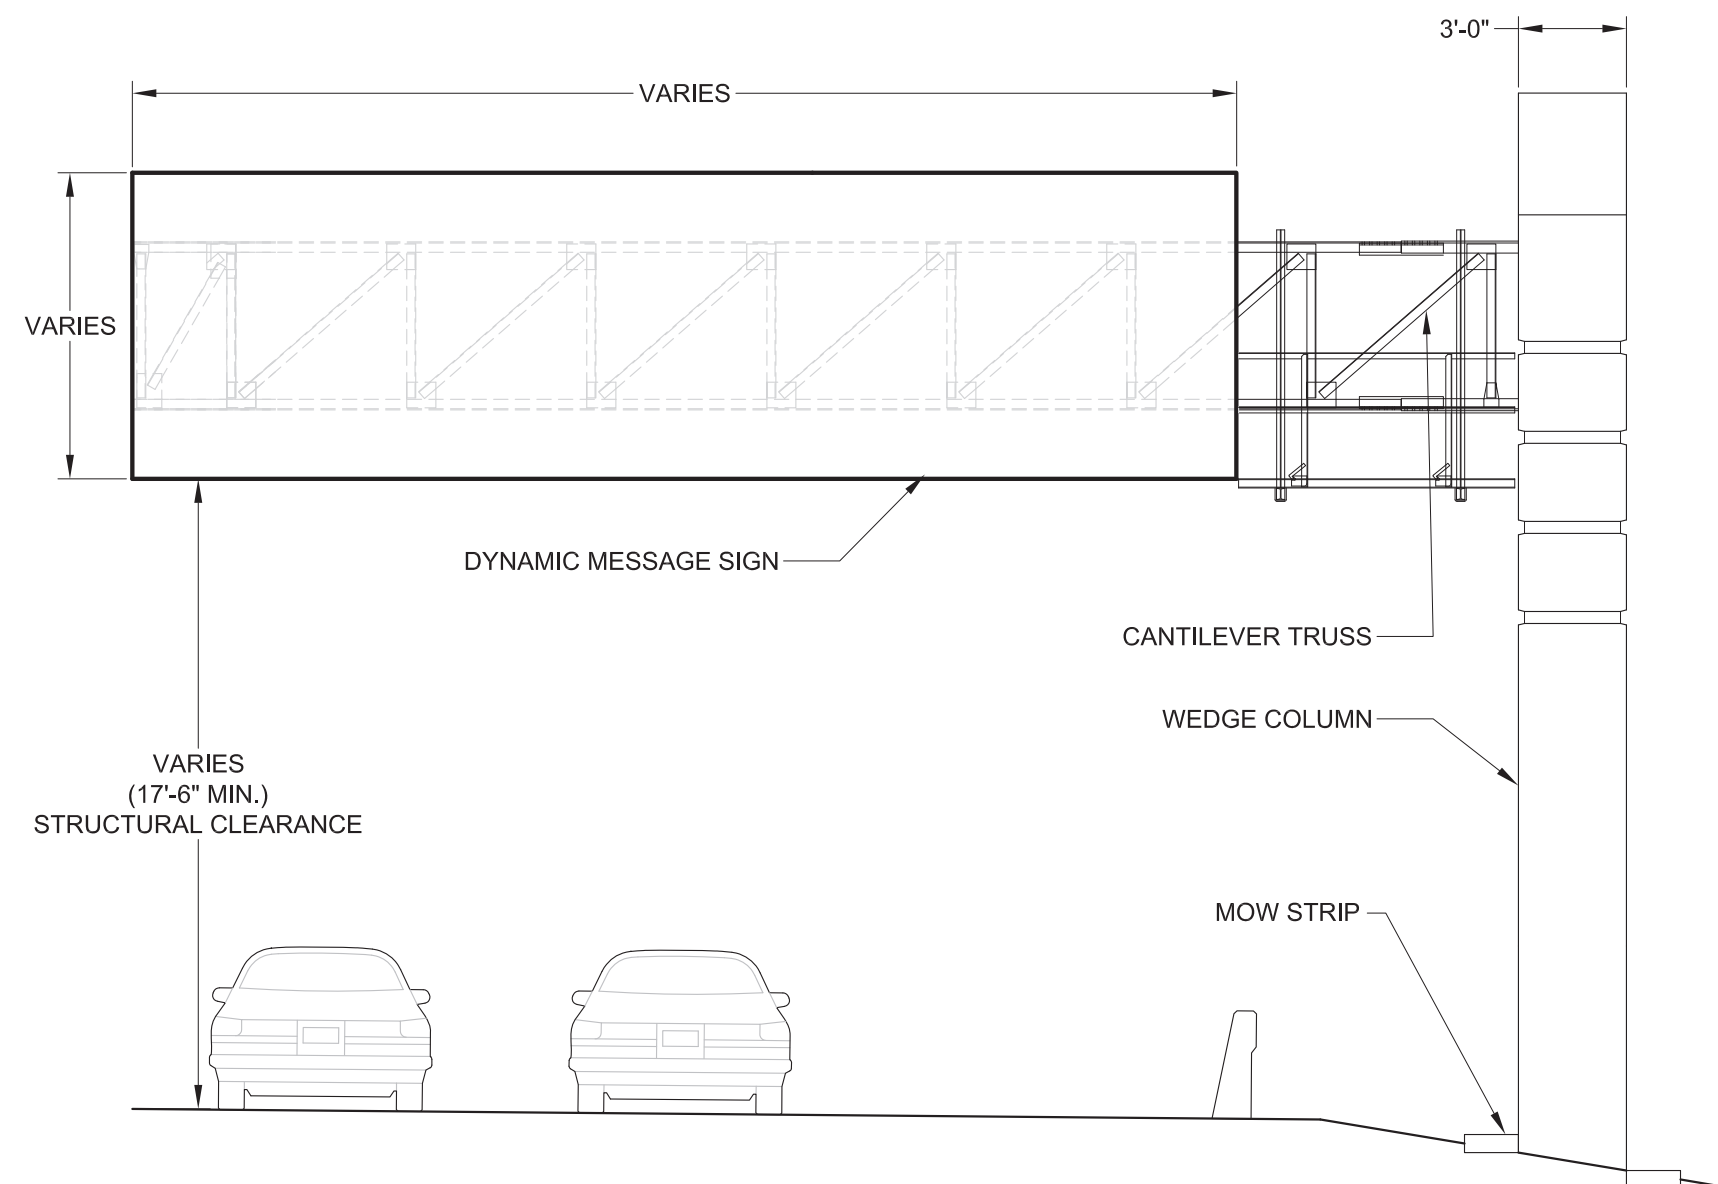 3'-0"
VARIES
VARIES
DYNAMIC MESSAGE SIGN
CANTILEVER TRUSS
WEDGE COLUMN
VARIES
(17'-6" MIN.)
STRUCTURAL CLEARANCE
MOW STRIP